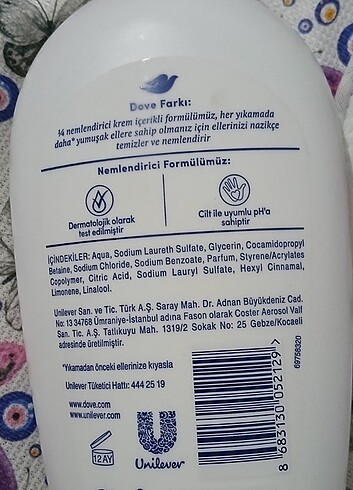 Dove Farkı:
¼ nemlendirici krem içerikli formülümüz, her yıkamada
daha* yumuşak ellere sahip olmanız için ellerinizi nazikçe
temizler ve nemlendirir
Nemlendirici Formülümüz:
Dermatolojik olarak
test edilmiştir
Cilt ile uyumlu pH'a
sahiptir
İÇİNDEKİLER: Aqua, Sodium Laureth Sulfate, Glycerin, Cocamidopropyl
Betaine, Sodium Chloride, Sodium Benzoate, Parfum, Styrene/Acrylates
Copolymer, Citric Acid, Sodium Lauryl Sulfate, Hexyl Cinnamal,
Limonene, Linalool.
Unilever San. ve Tic. Türk A.Ş. Saray Mah. Dr. Adnan Büyükdeniz Cad.
No: 13 34768 Ümraniye-İstanbul adına Fason olarak Coster Aerosol Valf
San. Tic. A.Ş. Tatlıkuyu Mah. 1319/2 Sokak No: 25 Gebze/Kocaeli
adresinde üretilmiştir.
*Yıkamadan önceki ellerinize kıyasla
Unilever Tüketici Hattı: 444 25 19
www.dove.com
www.unilever.com
12 AY
Unilever
8 683130 052129 >
69756320